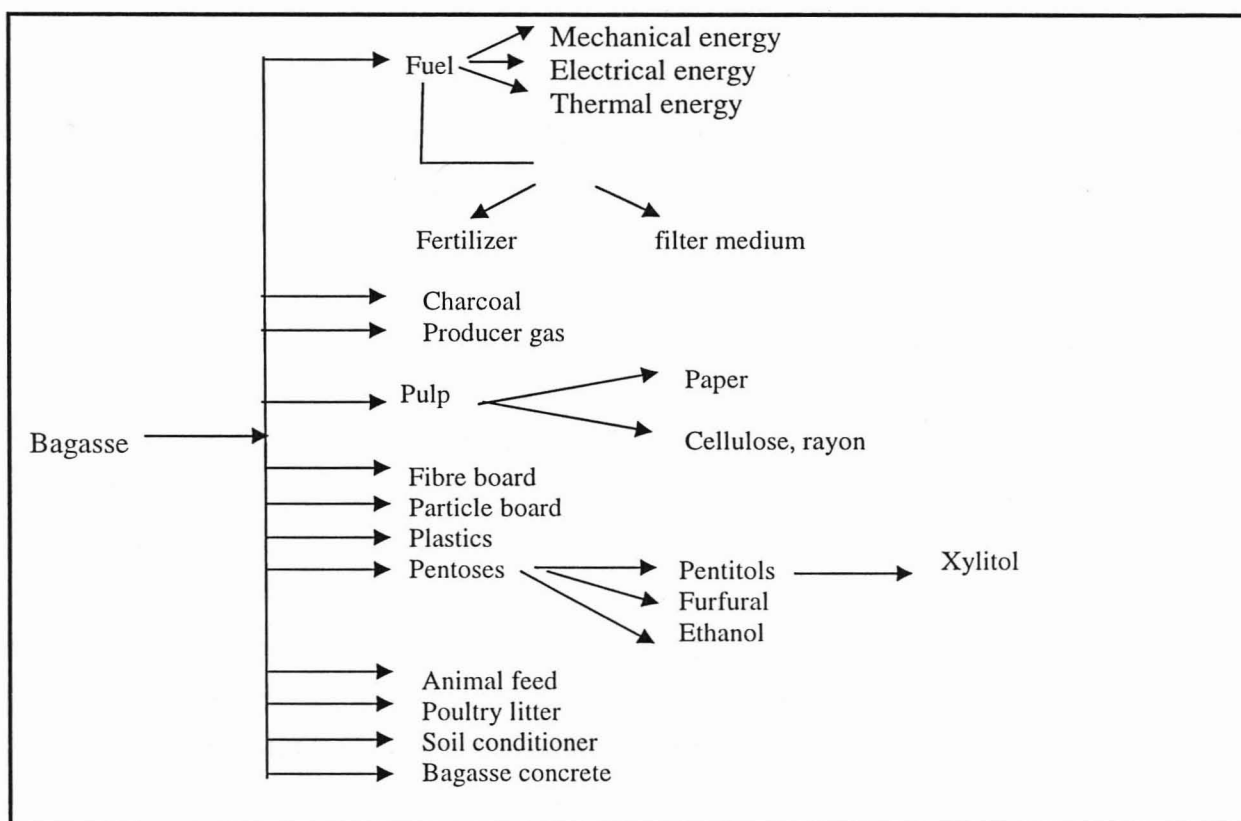 Mechanical energy
Fuel
Electrical energy
Thermal energy
Fertilizer
filter medium
Charcoal
Producer gas
Pulp
Paper
Bagasse
Cellulose, rayon
Fibre board
Particle board
Plastics
Pentoses
Pentitols
Xylitol
Furfural
Ethanol
Animal feed
Poultry litter
Soil conditioner
Bagasse concrete